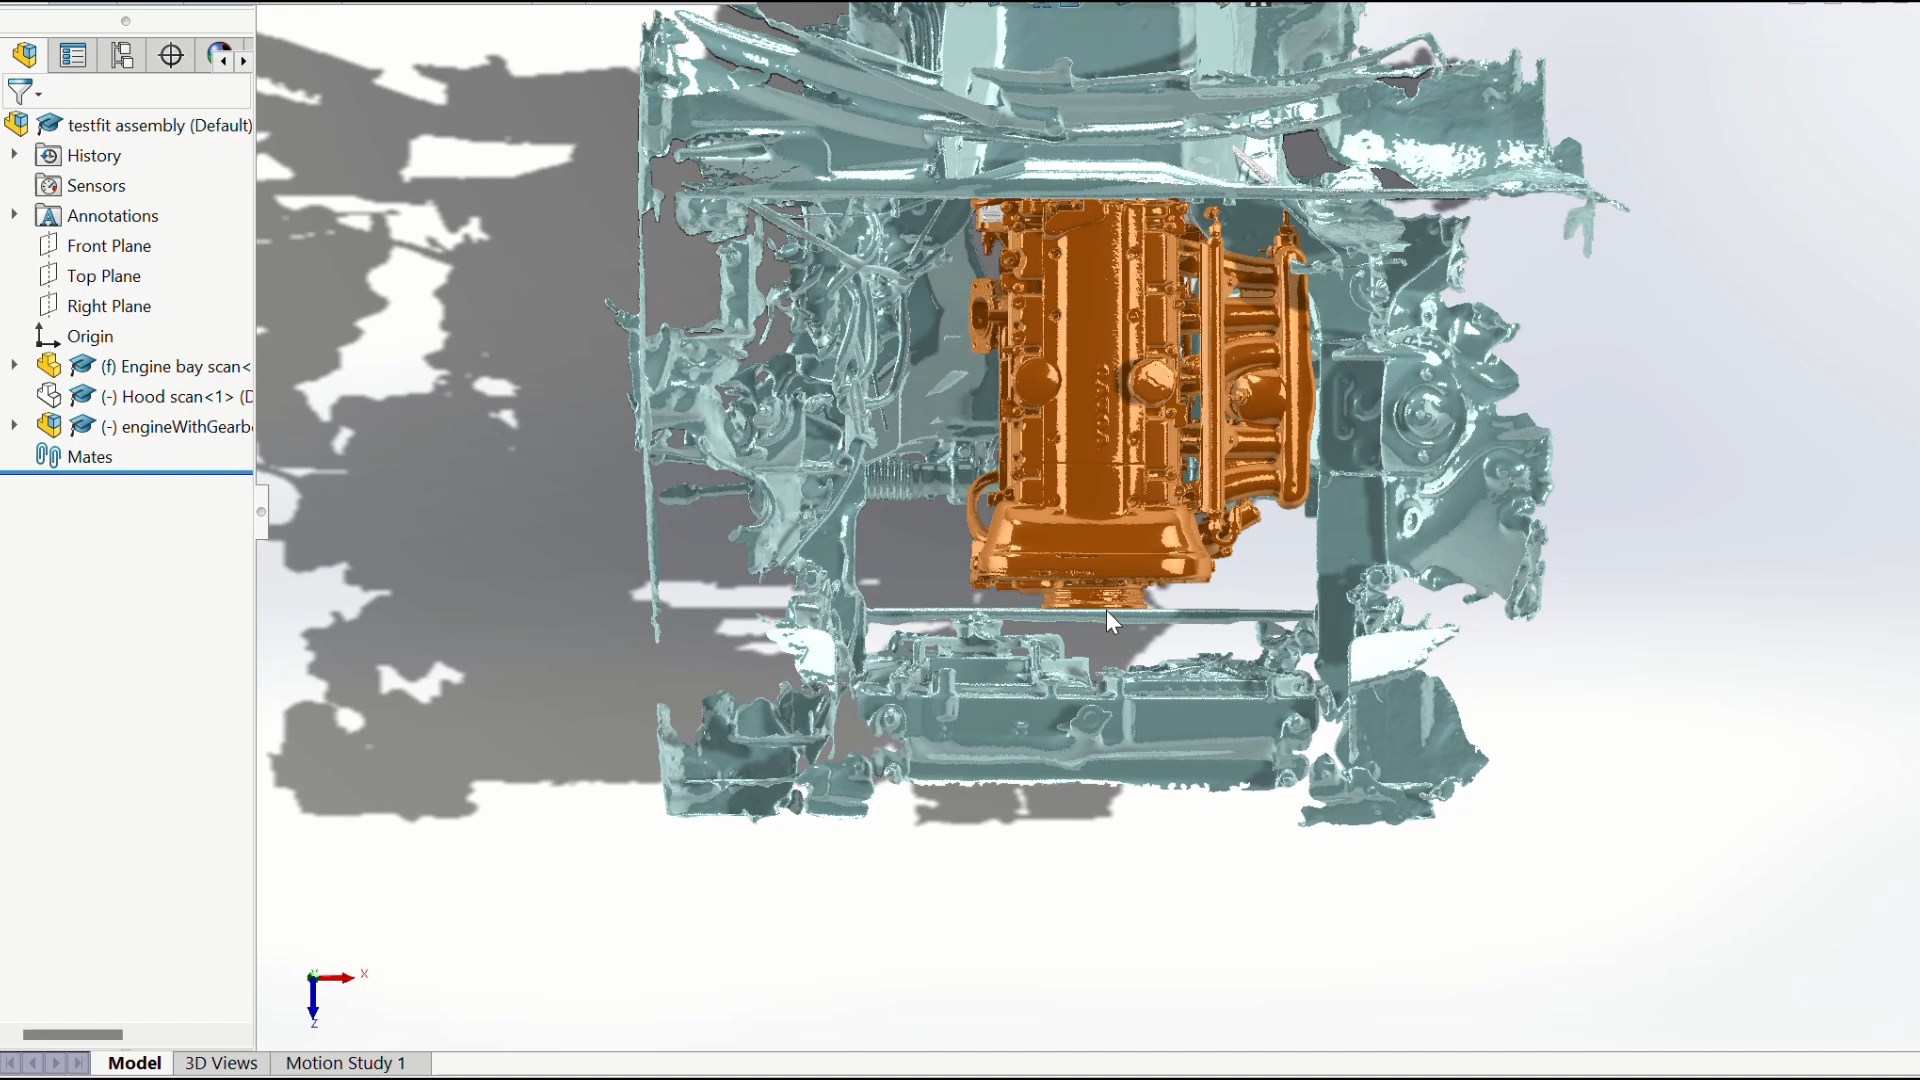 testfit assembly (Default)
History
Sensors
A Annotations
Front Plane
Top Plane
Right Plane
Origin
(f) Engine bay scan<
(-) Hood scan<1> (D
(-) engineWithGearb
Mates
VOLVO
X
Y
Z
Model
3D Views
Motion Study 1